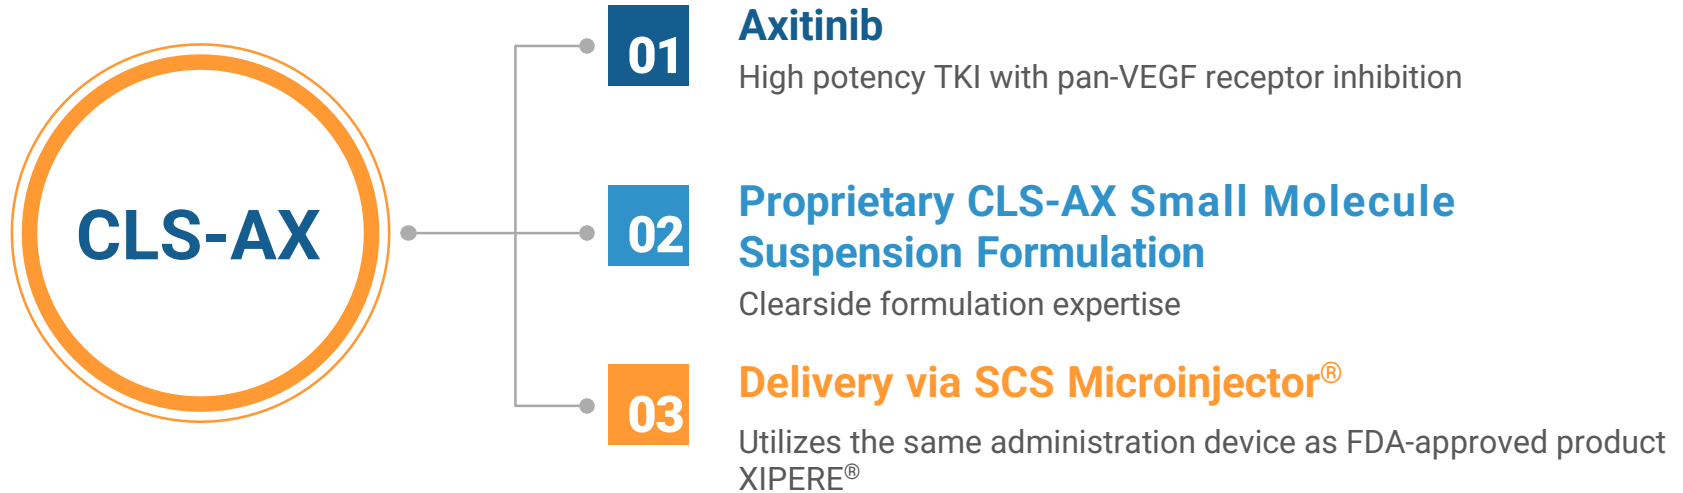 CLS-AX
01
Axitinib
High potency TKI with pan-VEGF receptor inhibition
02
Proprietary CLS-AX Small Molecule
Suspension Formulation
Clearside formulation expertise
03
Delivery via SCS Microinjector®
Utilizes the same administration device as FDA-approved product
XIPERE®